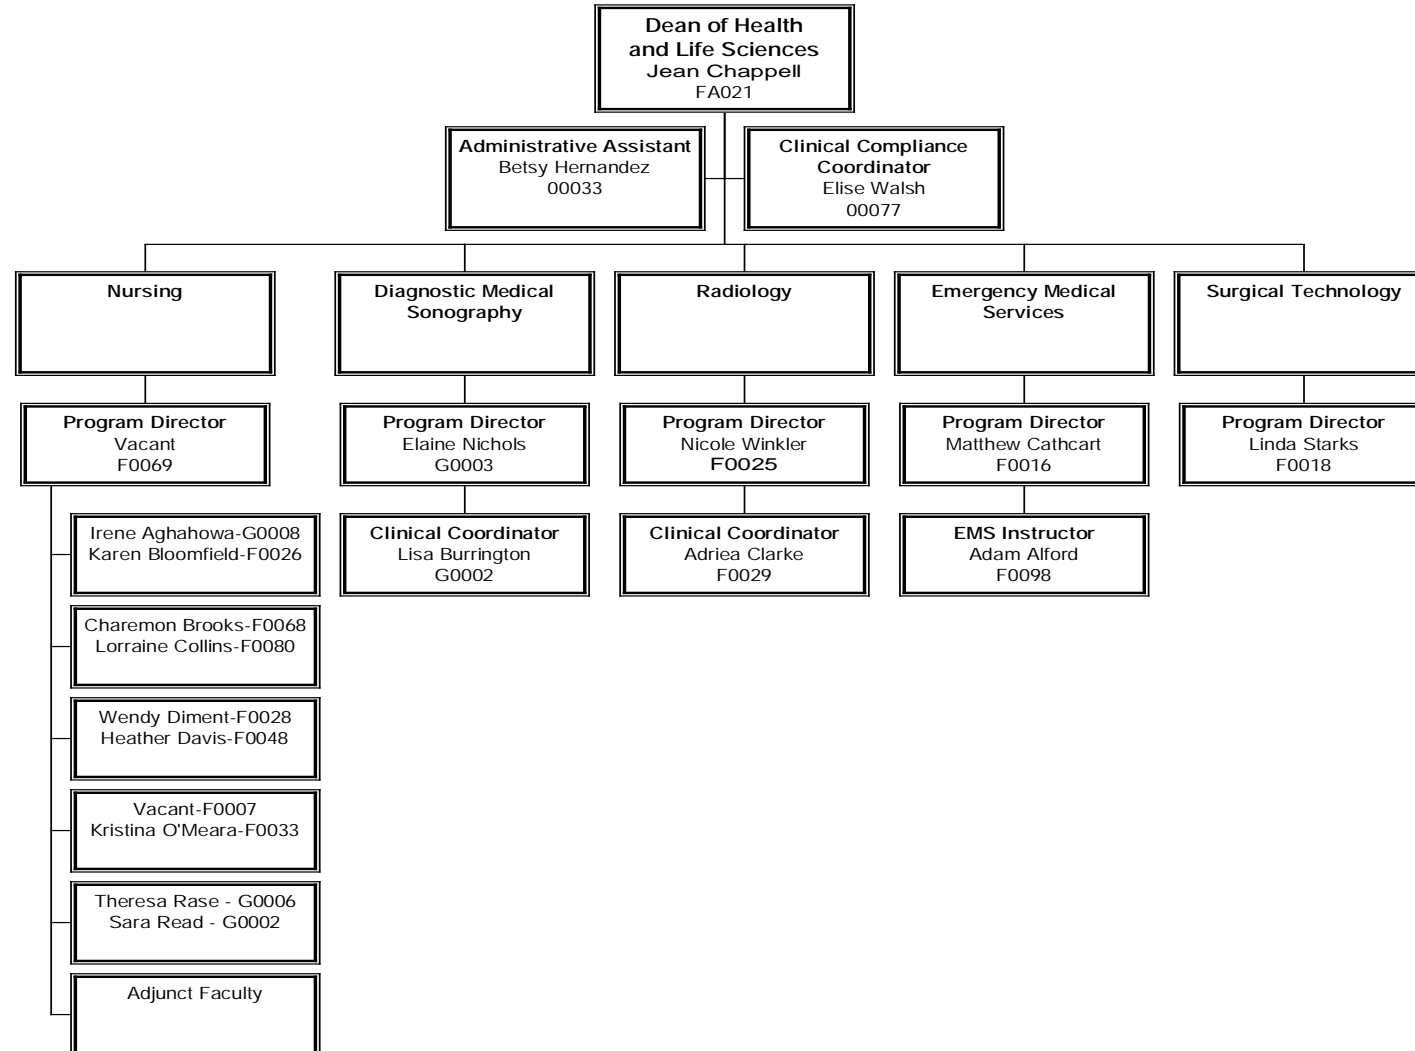 Dean of Health
and Life Sciences
Jean Chappell
FA021
Administrative Assistant
Betsy Hernandez
00033
Clinical Compliance
Coordinator
Elise Walsh
00077
Nursing
Diagnostic Medical
Sonography
Radiology
Emergency Medical
Services
Surgical Technology
Program Director
Vacant
F0069
Program Director
Elaine Nichols
G0003
Program Director
Nicole Winkler
F0025
Program Director
Matthew Cathcart
F0016
Program Director
Linda Starks
F0018
Irene Aghahowa-G0008
Karen Bloomfield-F0026
Clinical Coordinator
Lisa Burrington
G0002
Clinical Coordinator
Adriea Clarke
F0029
EMS Instructor
Adam Alford
F0098
Charemon Brooks-F0068
Lorraine Collins-F0080
Wendy Diment-F0028
Heather Davis-F0048
Vacant-F0007
Kristina O'Meara-F0033
Theresa Rase - G0006
Sara Read - G0002
Adjunct Faculty